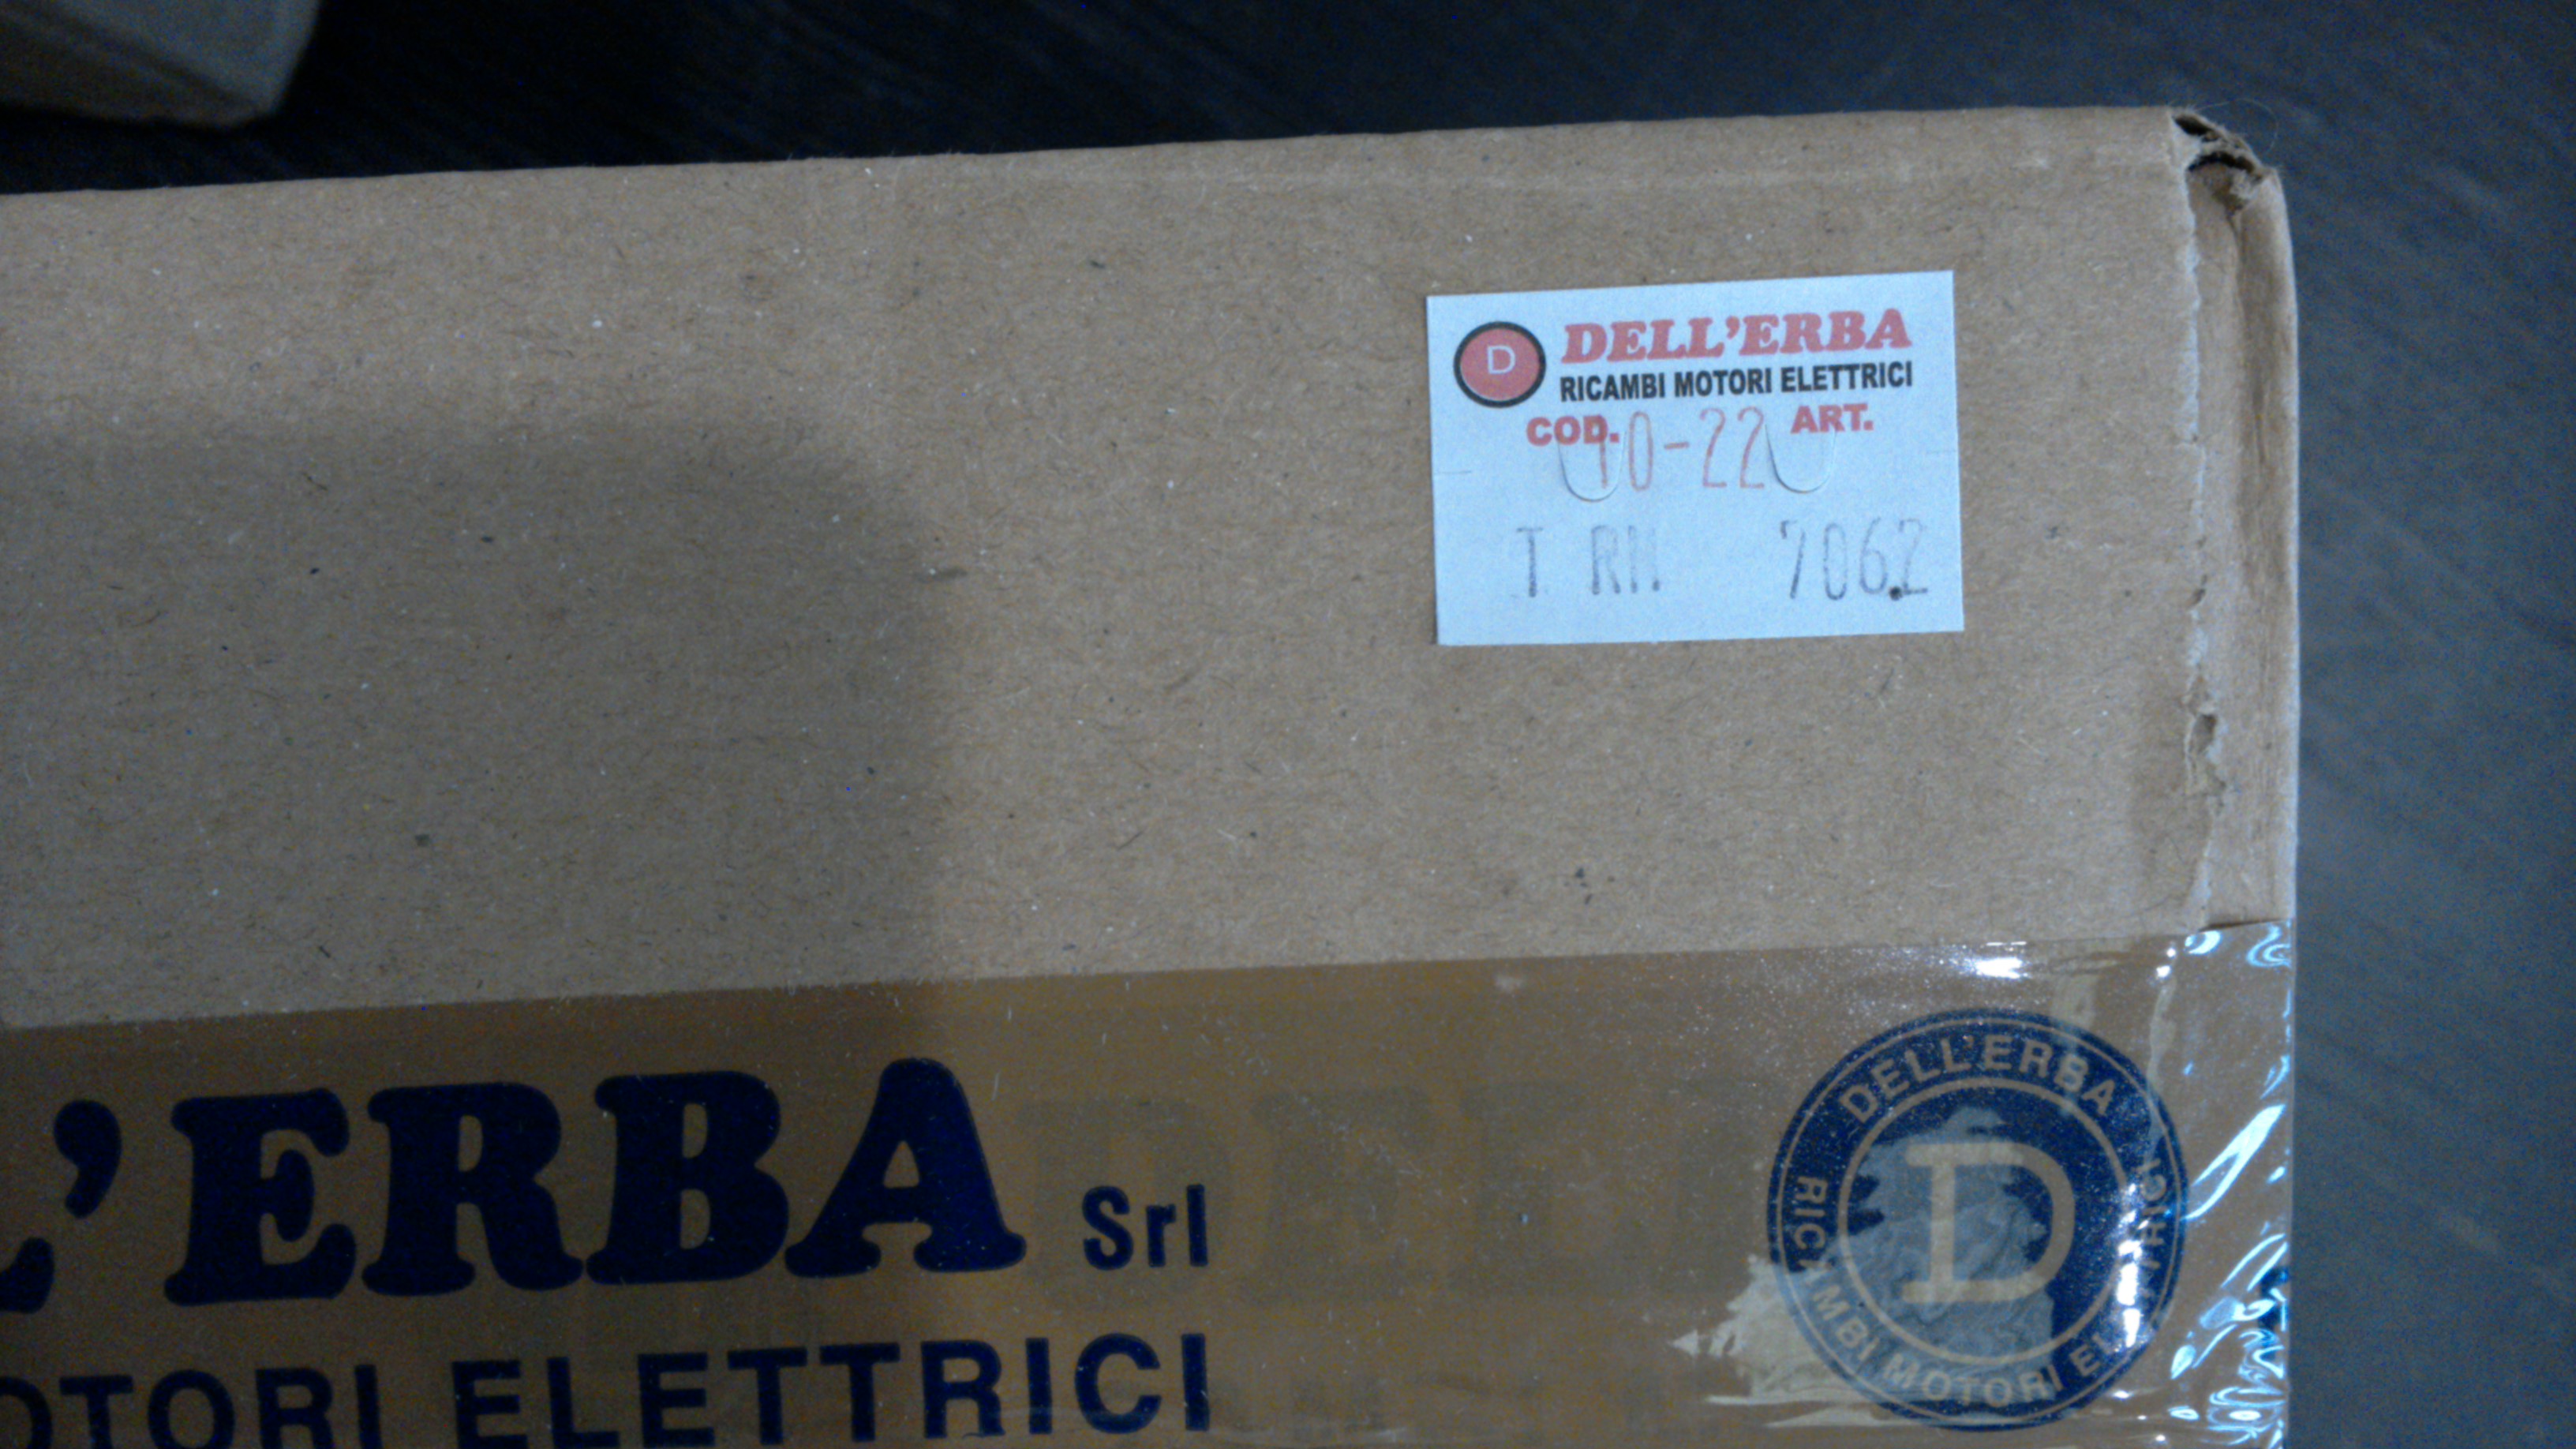 D
DELL'ERBA
RICAMBI MOTORI ELETTRICI
COD. ART.
10-22
T RM 7062
L'ERBA Srl
OTORI ELETTRICI
DELL'ERBA
D
RICAMBI MOTORI ELETTRICI